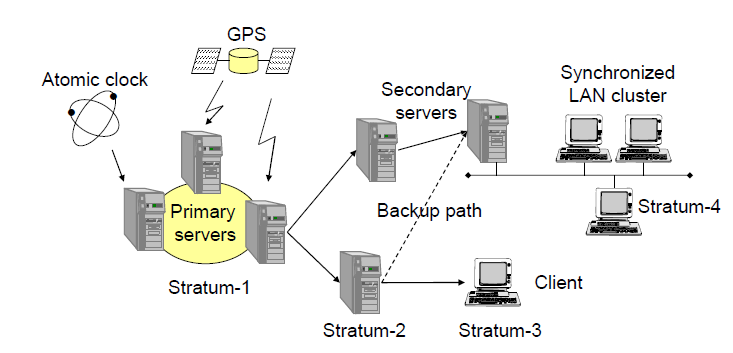 GPS
Atomic clock
Secondary
servers
Synchronized
LAN cluster
Primary
servers
Backup path
Stratum-4
Stratum-1
Client
Stratum-2
Stratum-3